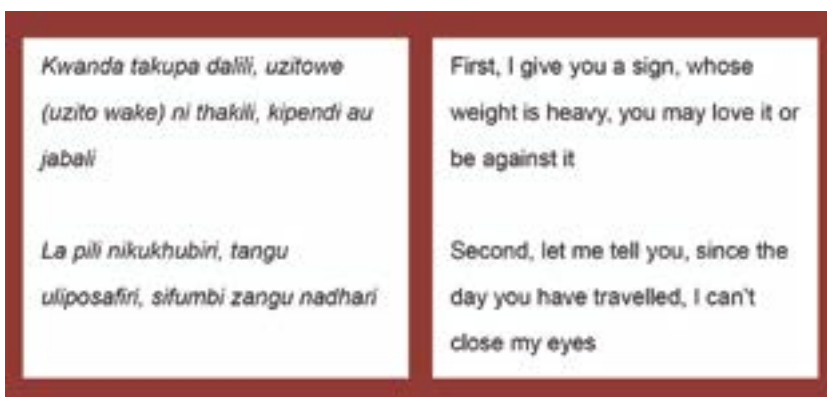 Kwanda takupa dalili, uzitowe
(uzito wake) ni thakili, kipendi au
jabali
La pili nikukhubiri, tangu
uliposafiri, sifumbi zangu nadhari
First, I give you a sign, whose
weight is heavy, you may love it or
be against it
Second, let me tell you, since the
day you have travelled, I can't
close my eyes